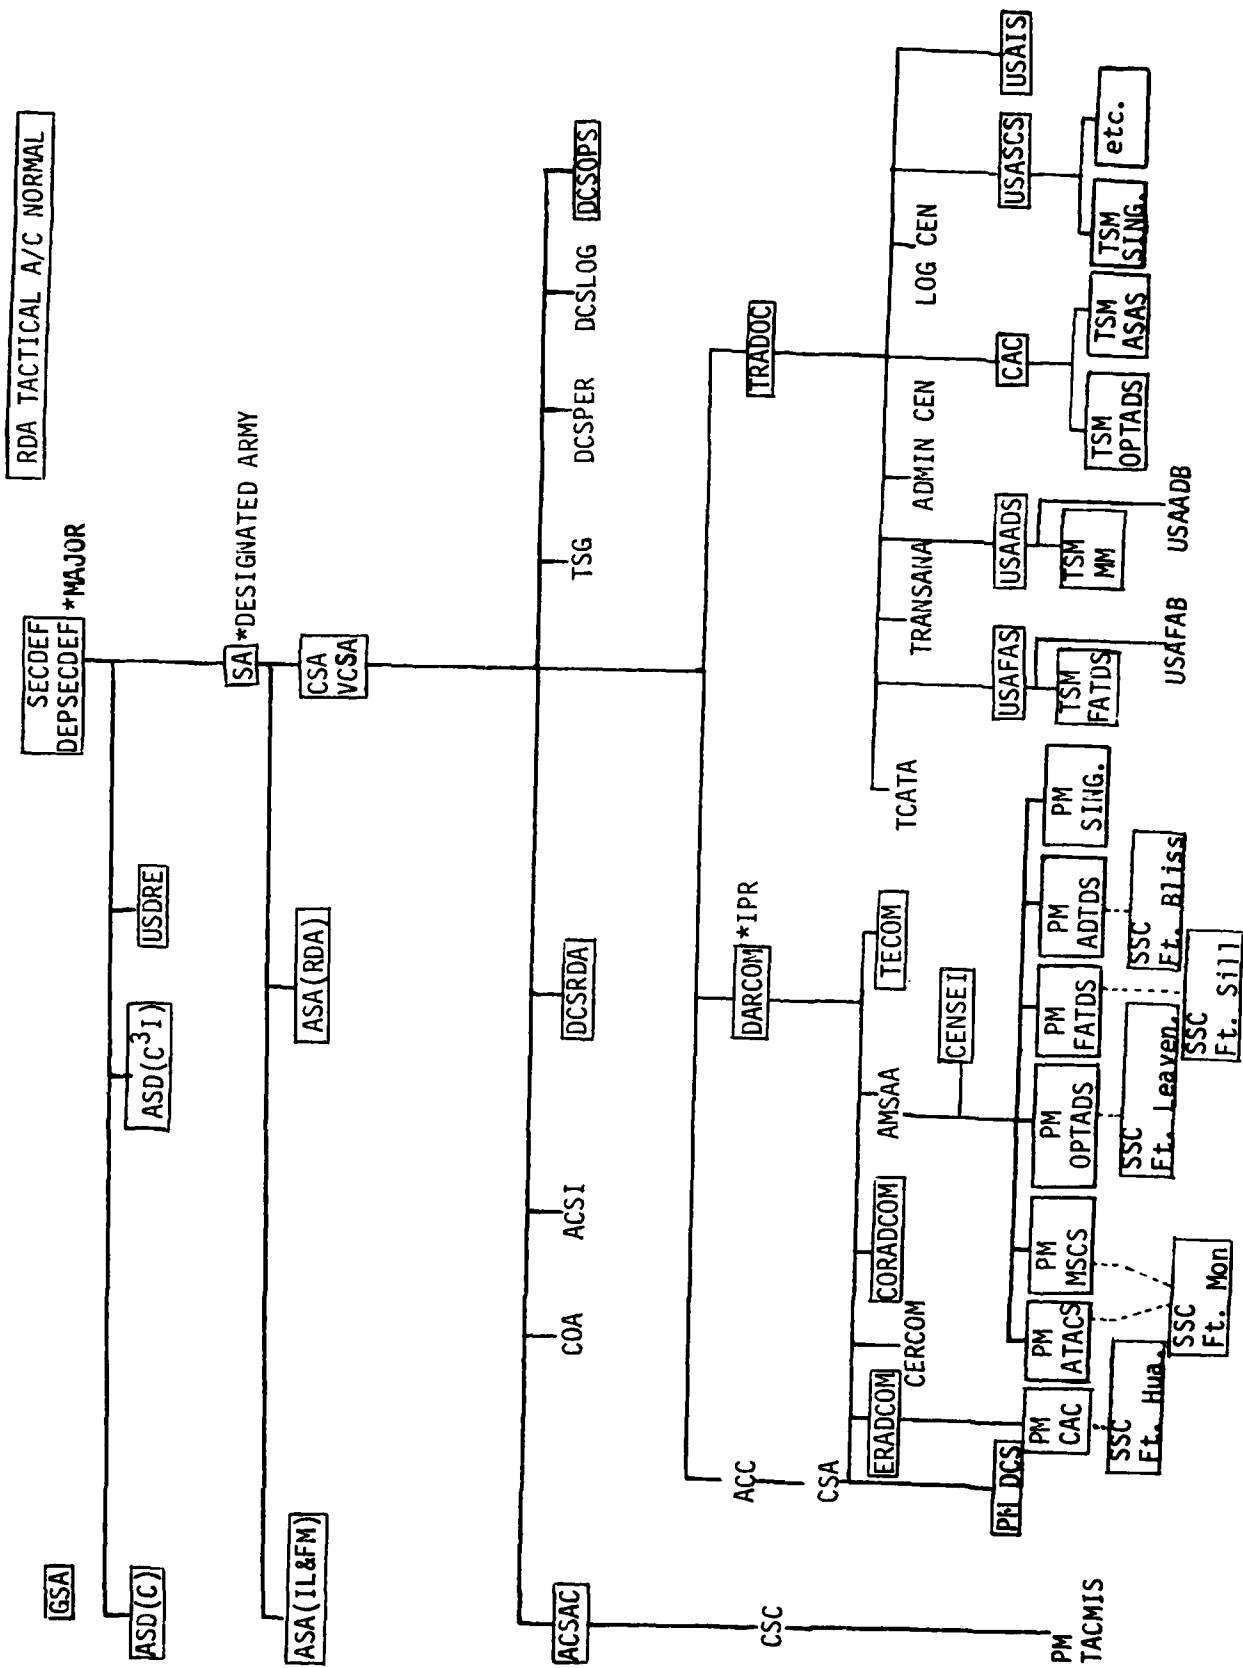 RDA TACTICAL A/C NORMAL
SECDEF
DEPSECDEF
*MAJOR
GSA
ASD(C)
ASD(C³I)
USDRE
SA
*DESIGNATED ARMY
ASA(IL&FM)
ASA(RDA)
CSA
VCSA
ACSAC
COA
ACSI
DCSRDA
TSG
DCSPER
DCSLOG
DCSOPS
CSC
PM
TACMIS
ACC
DARCOM
*IPR
TRADOC
CSA
ERADCOM
CERCOM
CORADCOM
AMSAA
TECOM
TCATA
TRANSANA
ADMIN CEN
LOG CEN
CENSEI
PM DCS
PM
CAC
PM
ATACS
PM
MSCS
PM
OPTADS
PM
FATDS
PM
ADTDS
PM
SING.
USAFAS
USAADS
CAC
USASCS
USAIS
TSM
FATDS
TSM
MM
TSM
OPTADS
TSM
ASAS
TSM
SING.
etc.
USAFAB
USAADB
SSC
Ft. Hua.
SSC
Ft. Mon
SSC
Ft. Leaven.
SSC
Ft. Sill
SSC
Ft. Bliss